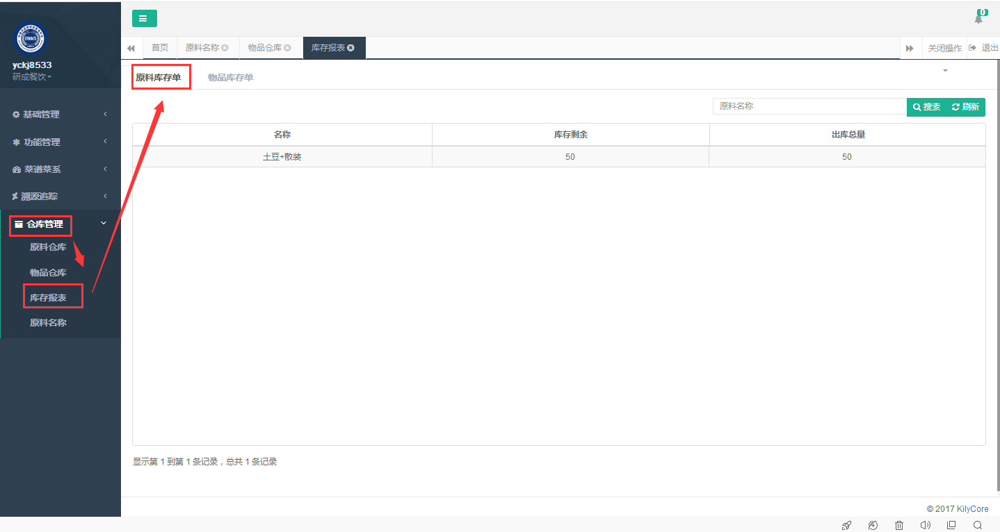 0
首页
原料名称
物品仓库
库存报表
关闭操作
退出
CFDACX
yckj8533
研成餐饮
基础管理
功能管理
菜谱菜系
溯源追踪
仓库管理
原料仓库
物品仓库
库存报表
原料名称
原料库存单
物品库存单
原料名称
搜索
刷新
名称 库存剩余 出库总量
土豆+散装 50 50
显示第 1 到第 1 条记录，总共 1 条记录
© 2017 KilyCore